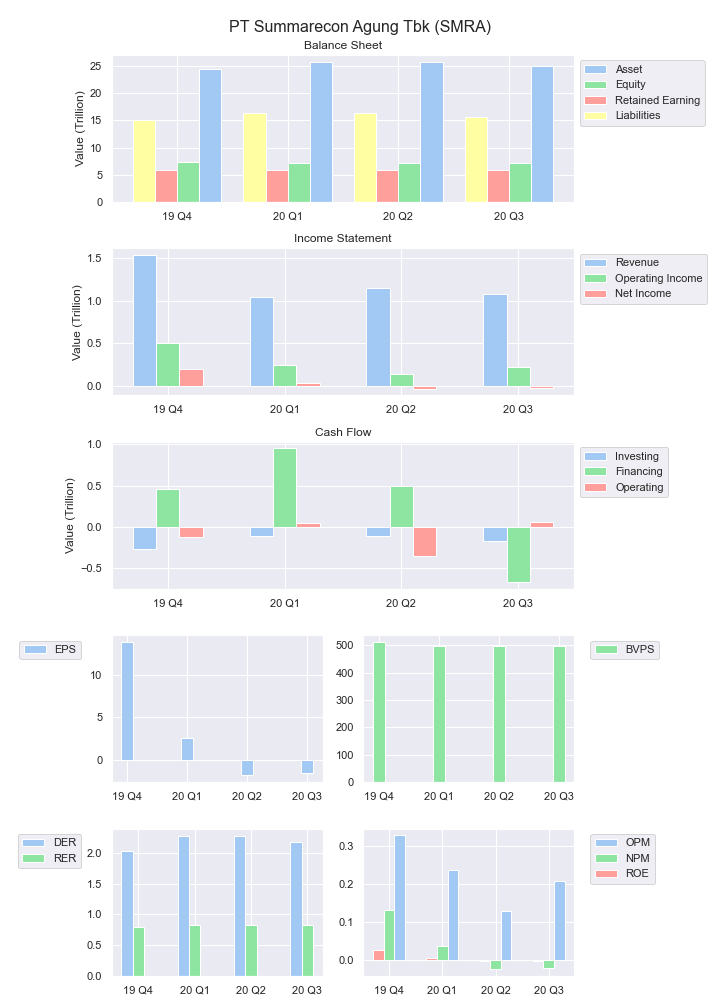 PT Summarecon Agung Tbk (SMRA)
Balance Sheet
Value (Trillion)
25
20
15
10
5
0
19 Q4 20 Q1 20 Q2 20 Q3
Asset
Equity
Retained Earning
Liabilities
Income Statement
Value (Trillion)
1.5
1.0
0.5
0.0
19 Q4 20 Q1 20 Q2 20 Q3
Revenue
Operating Income
Net Income
Cash Flow
Value (Trillion)
1.0
0.5
0.0
−0.5
19 Q4 20 Q1 20 Q2 20 Q3
Investing
Financing
Operating
EPS
10
5
0
19 Q4 20 Q1 20 Q2 20 Q3
500
400
300
200
100
0
19 Q4 20 Q1 20 Q2 20 Q3
BVPS
DER
RER
2.0
1.5
1.0
0.5
0.0
19 Q4 20 Q1 20 Q2 20 Q3
0.3
0.2
0.1
0.0
19 Q4 20 Q1 20 Q2 20 Q3
OPM
NPM
ROE